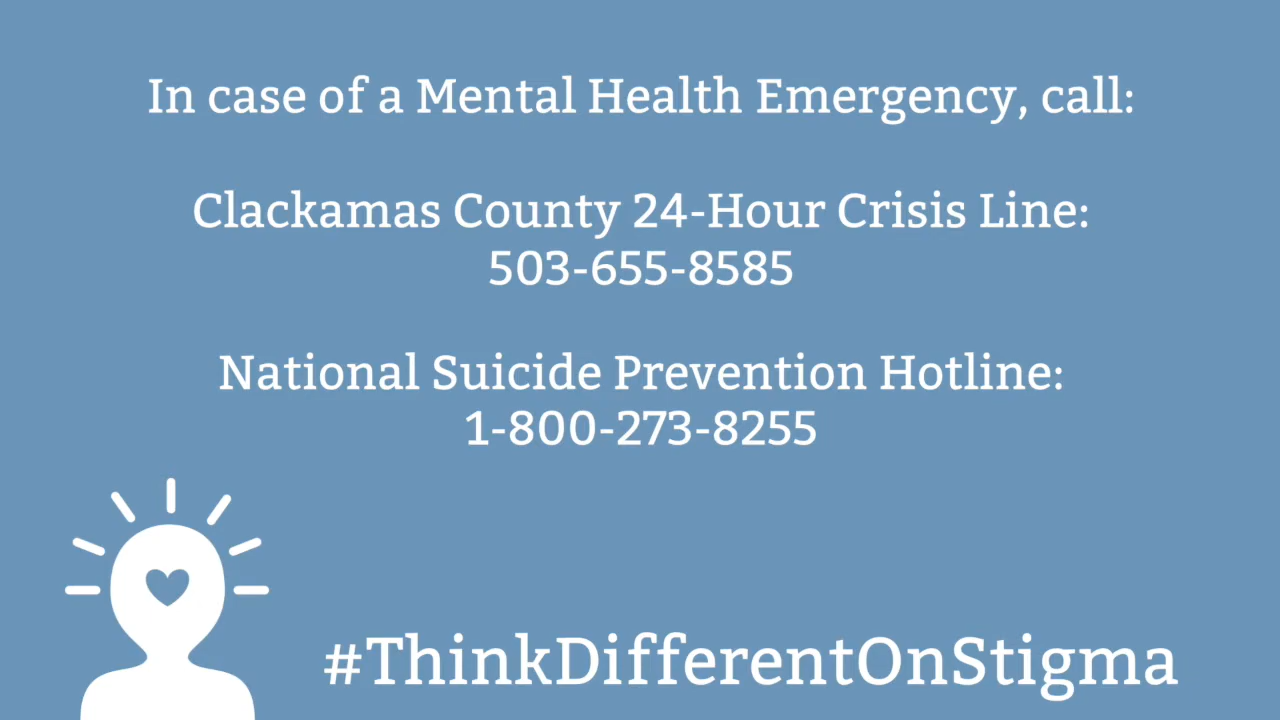 In case of a Mental Health Emergency, call:
Clackamas County 24-Hour Crisis Line:
503-655-8585
National Suicide Prevention Hotline:
1-800-273-8255
#ThinkDifferentOnStigma